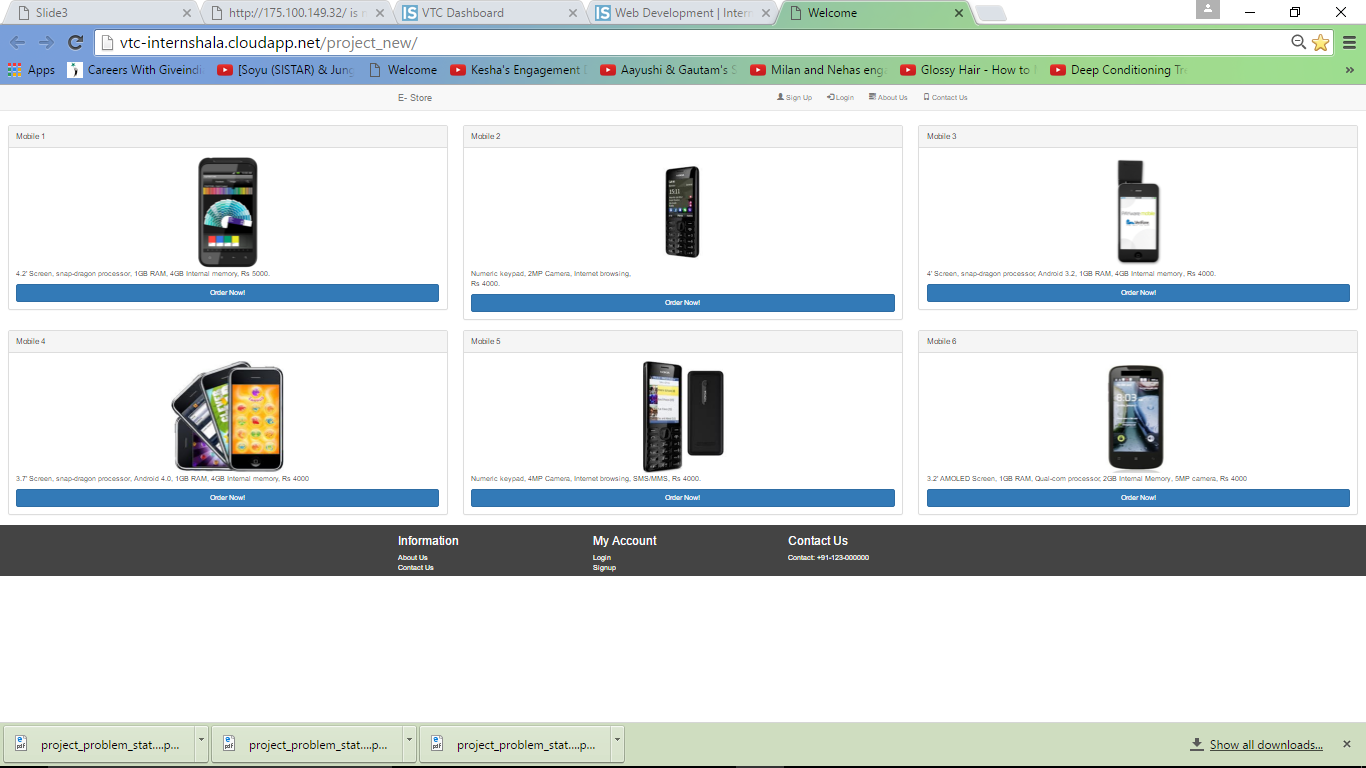 Slide3
http://175.100.149.32/ is n
VTC Dashboard
Web Development | Intern
Welcome
vtc-internshala.cloudapp.net/project_new/
Apps
Careers With Giveindi
[Soyu (SISTAR) & Jung
Welcome
Kesha's Engagement
Aayushi & Gautam's S
Milan and Nehas eng
Glossy Hair - How to
Deep Conditioning Tr
»
E- Store
Sign Up
Login
About Us
Contact Us
Mobile 1
4.2' Screen, snap-dragon processor, 1GB RAM, 4GB Internal memory, Rs 5000.
Order Now!
Mobile 2
Numeric keypad, 2MP Camera, Internet browsing,
Rs 4000.
Order Now!
Mobile 3
4' Screen, snap-dragon processor, Android 3.2, 1GB RAM, 4GB Internal memory, Rs 4000.
Order Now!
Mobile 4
3.7' Screen, snap-dragon processor, Android 4.0, 1GB RAM, 4GB Internal memory, Rs 4000
Order Now!
Mobile 5
Numeric keypad, 4MP Camera, Internet browsing, SMS/MMS, Rs 4000.
Order Now!
Mobile 6
8:03
3.2' AMOLED Screen, 1GB RAM, Qual-com processor, 2GB Internal Memory, 5MP camera, Rs 4000
Order Now!
Information
About Us
Contact Us
My Account
Login
Signup
Contact Us
Contact: +91-123-000000
project_problem_stat....p...
project_problem_stat....p...
project_problem_stat....p...
Show all downloads...